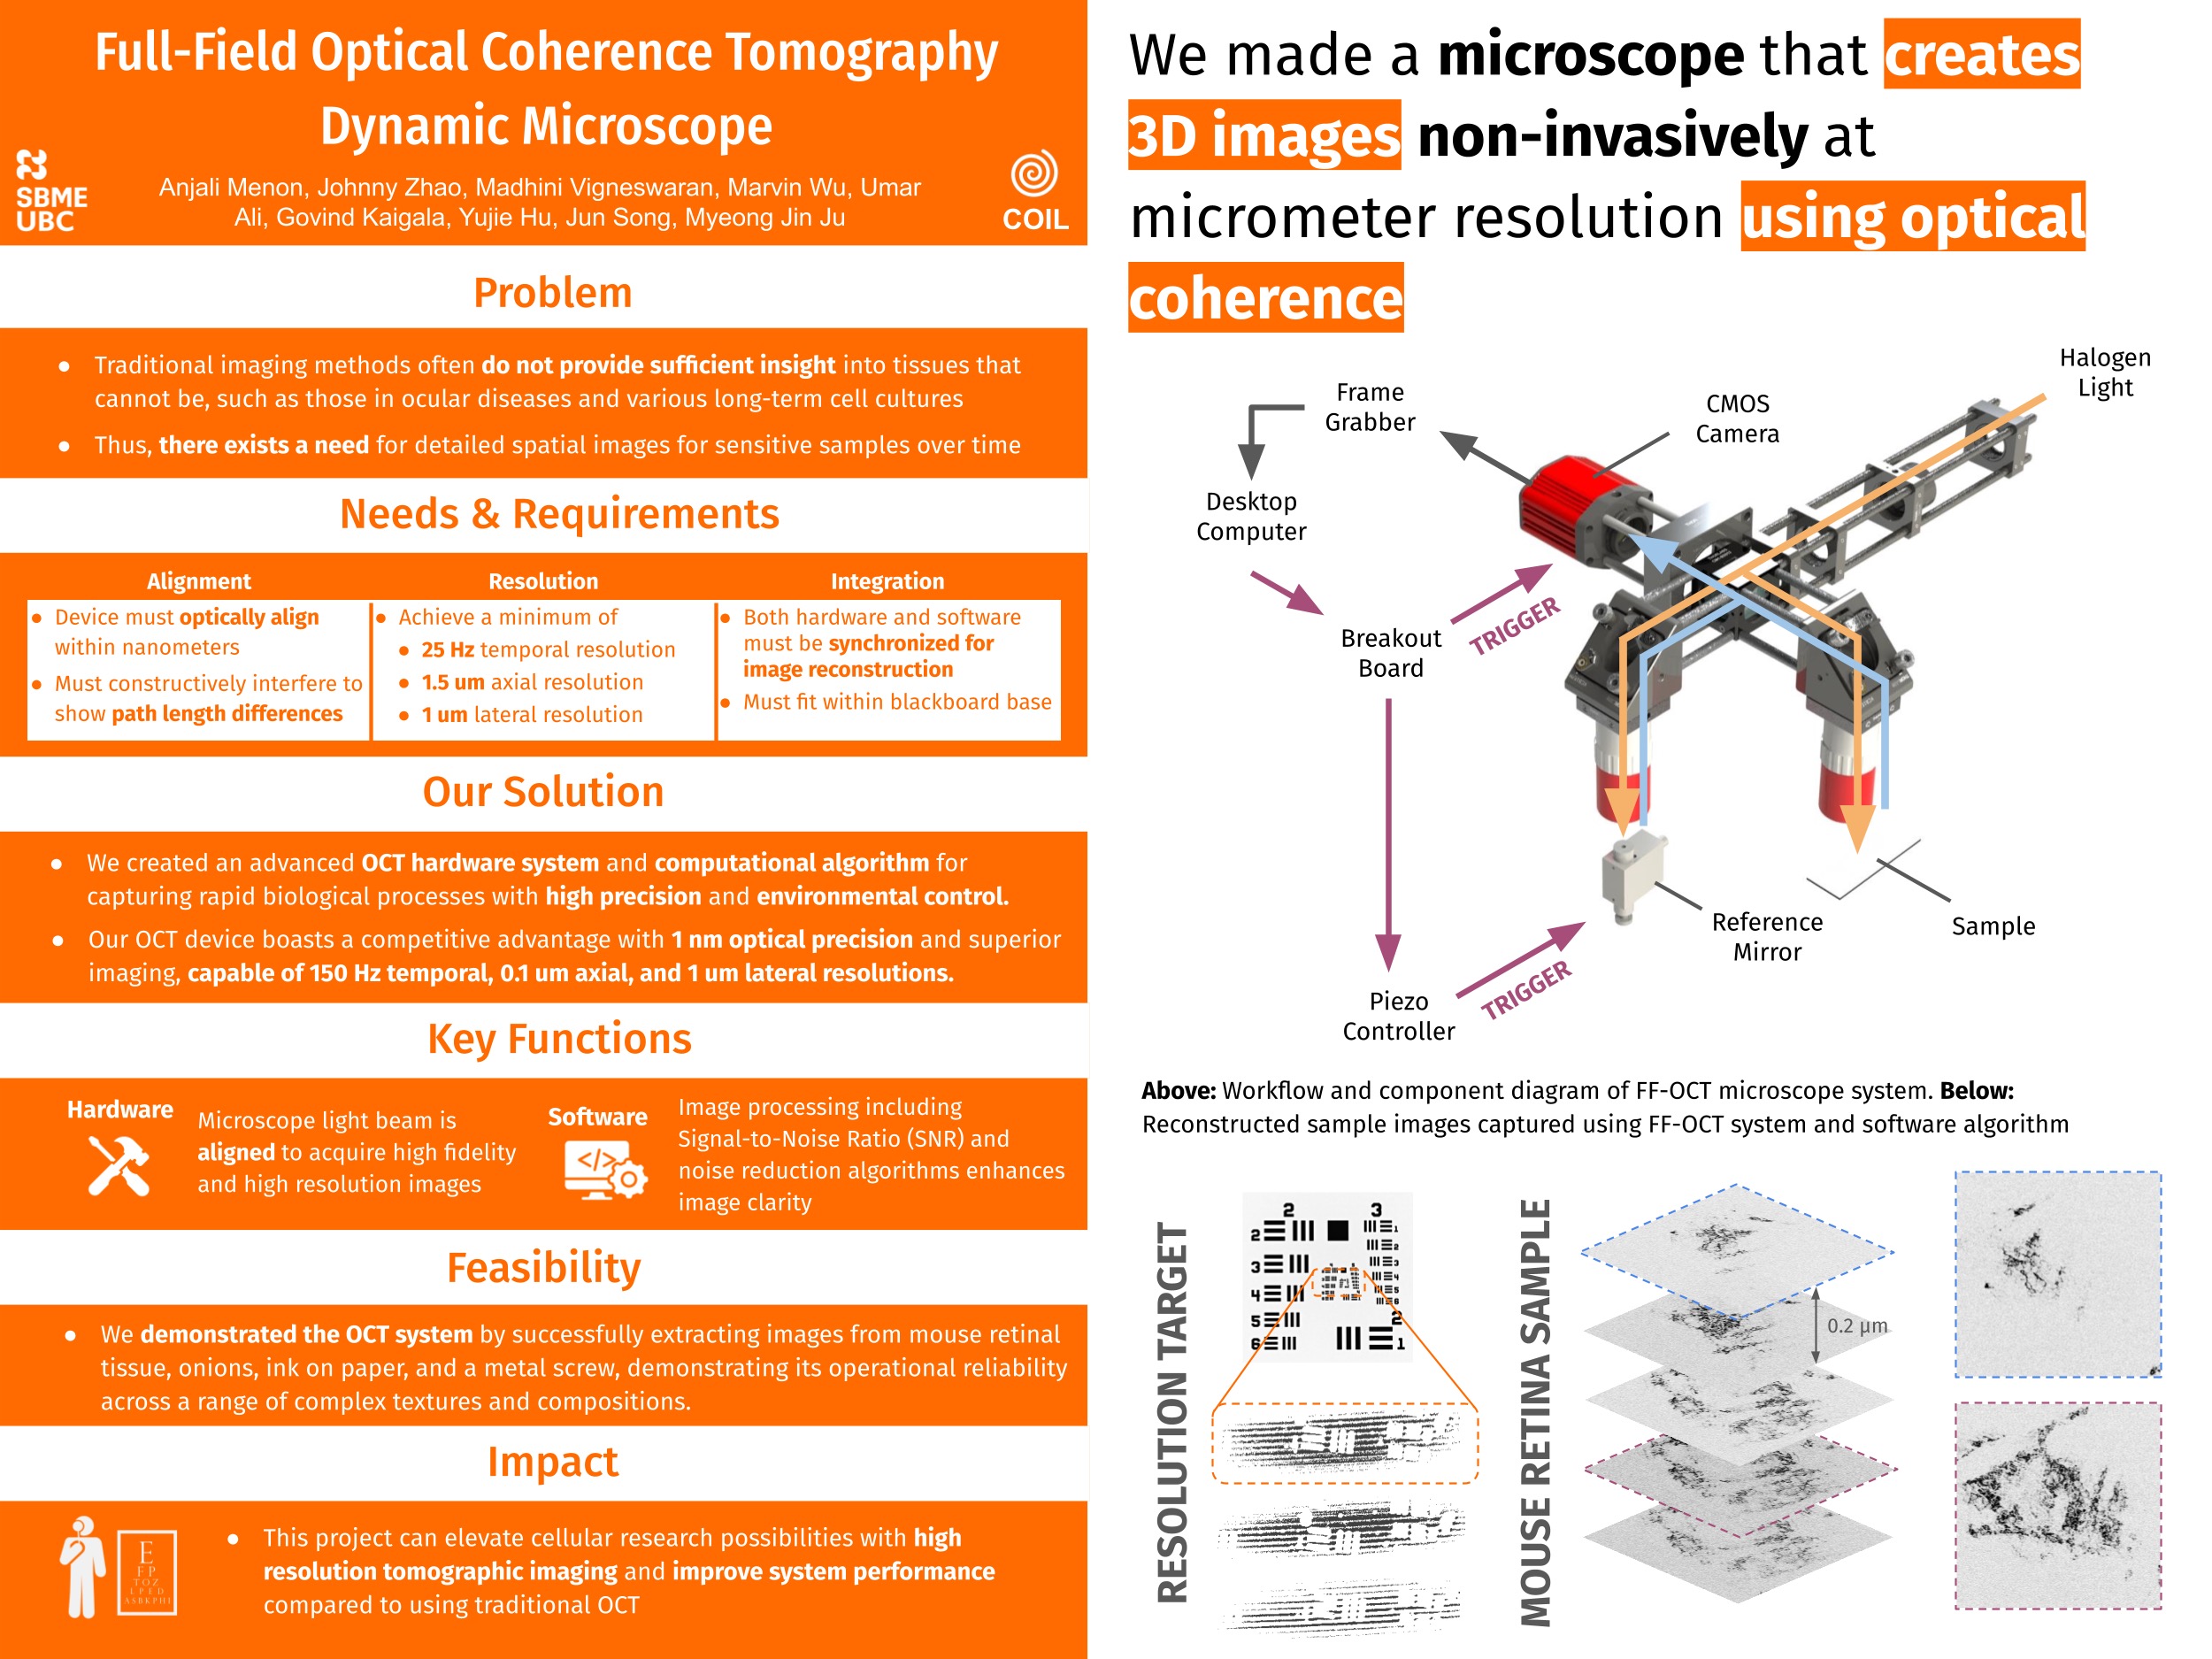 Full-Field Optical Coherence Tomography
Dynamic Microscope
SBME
UBC
Anjali Menon, Johnny Zhao, Madhini Vigneswaran, Marvin Wu, Umar
Ali, Govind Kaigala, Yujie Hu, Jun Song, Myeong Jin Ju
COIL
Problem
Traditional imaging methods often do not provide sufficient insight into tissues that
cannot be, such as those in ocular diseases and various long-term cell cultures
Thus, there exists a need for detailed spatial images for sensitive samples over time
Needs & Requirements
Alignment
Device must optically align
within nanometers
Must constructively interfere to
show path length differences
Resolution
Achieve a minimum of
25 Hz temporal resolution
1.5 um axial resolution
1 um lateral resolution
Integration
Both hardware and software
must be synchronized for
image reconstruction
Must fit within blackboard base
Our Solution
We created an advanced OCT hardware system and computational algorithm for
capturing rapid biological processes with high precision and environmental control.
Our OCT device boasts a competitive advantage with 1 nm optical precision and superior
imaging, capable of 150 Hz temporal, 0.1 um axial, and 1 um lateral resolutions.
Key Functions
Hardware
Microscope light beam is
aligned to acquire high fidelity
and high resolution images
Software
</>
Image processing including
Signal-to-Noise Ratio (SNR) and
noise reduction algorithms enhances
image clarity
Feasibility
We demonstrated the OCT system by successfully extracting images from mouse retinal
tissue, onions, ink on paper, and a metal screw, demonstrating its operational reliability
across a range of complex textures and compositions.
Impact
E
F P
T O Z
L P E D
A S B K P H I
This project can elevate cellular research possibilities with high
resolution tomographic imaging and improve system performance
compared to using traditional OCT
We made a microscope that creates
3D images non-invasively at
micrometer resolution using optical
coherence
Halogen
Light
Frame
Grabber
CMOS
Camera
Desktop
Computer
TRIGGER
Breakout
Board
Reference
Mirror
Sample
TRIGGER
Piezo
Controller
Above: Workflow and component diagram of FF-OCT microscope system. Below:
Reconstructed sample images captured using FF-OCT system and software algorithm
RESOLUTION TARGET
2 3
2 1
2
3 3
4 4
5 5
6 6
2
1
MOUSE RETINA SAMPLE
0.2 µm